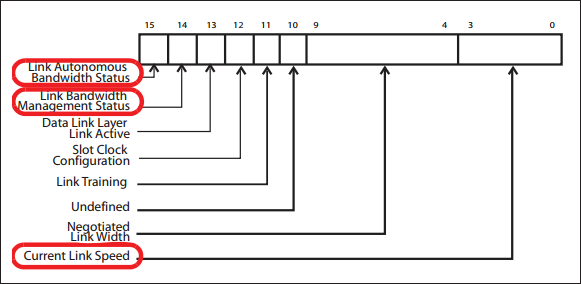 15 14 13 12 11 10 9 4 3 0
Link Autonomous
Bandwidth Status
Link Bandwidth
Management Status
Data Link Layer
Link Active
Slot Clock
Configuration
Link Training
Undefined
Negotiated
Link Width
Current Link Speed